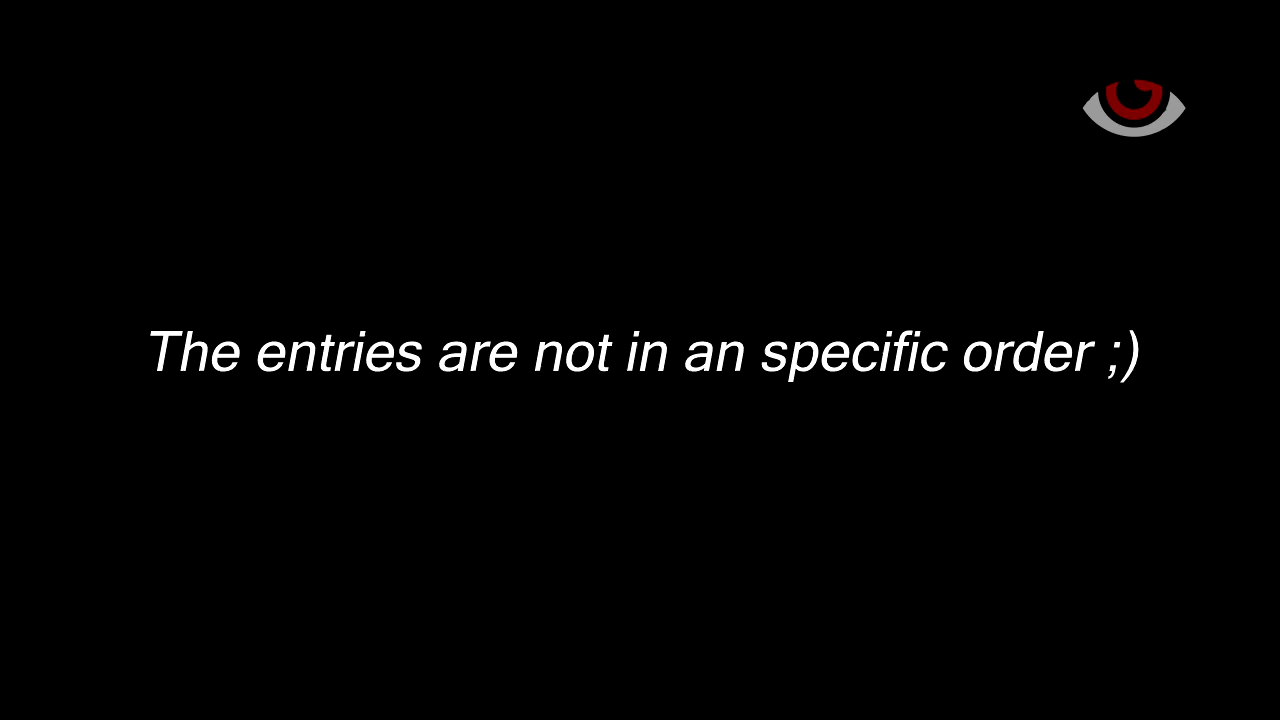 The entries are not in an specific order ;)